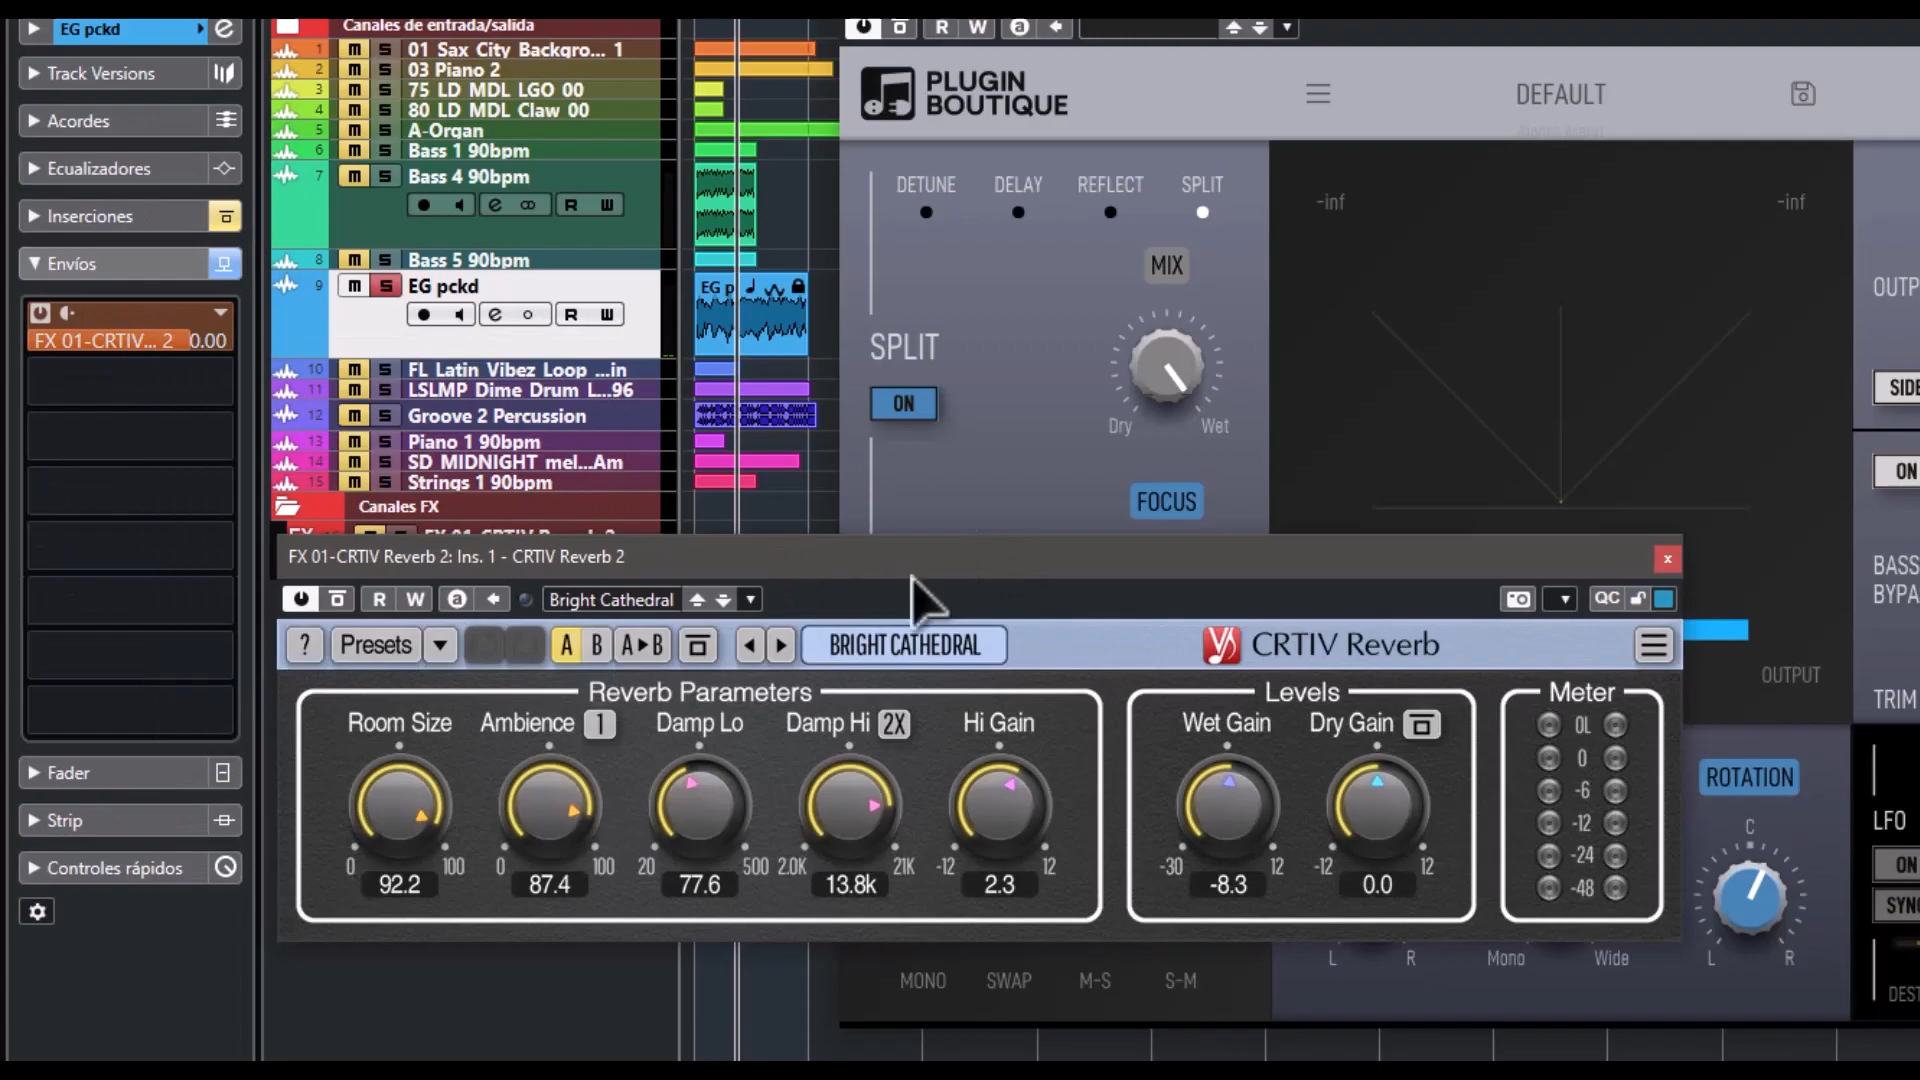 EG pckd
Track Versions
Acordes
Ecualizadores
Inserciones
Envíos
FX 01-CRTIV... 2 0.00
Fader
Strip
Controles rápidos
Canales de entrada/salida
1 m S 01 Sax City Backgro... 1
2 m S 03 Piano 2
3 m S 75 LD MDL LGO 00
4 m S 80 LD MDL Claw 00
5 m S A-Organ
6 m S Bass 1 90bpm
7 m S Bass 4 90bpm
R W
8 m S Bass 5 90bpm
9 m S EG pckd
R W
EG p
10 m S FL Latin Vibez Loop ...in
11 m S LSLMP Dime Drum L...96
12 m S Groove 2 Percussion
13 m S Piano 1 90bpm
14 m S SD MIDNIGHT mel...Am
15 m S Strings 1 90bpm
Canales FX
R W a
PLUGIN
BOUTIQUE
DEFAULT
DETUNE DELAY REFLECT SPLIT
MIX
SPLIT
ON
Dry Wet
FOCUS
-inf -inf
OUTP
SIDE
ON
BASS
BYPA
OUTPUT
TRIM
ROTATION
C
L R
LFO
ON
SYN
DEST
L R
Mono Wide
MONO SWAP M-S S-M
FX 01-CRTIV Reverb 2: Ins. 1 - CRTIV Reverb 2
x
R W a Bright Cathedral QC
? Presets A B A▸B BRIGHT CATHEDRAL CRTIV Reverb
Reverb Parameters
Room Size Ambience 1 Damp Lo Damp Hi 2X Hi Gain
0 100 0 100 20 500 2.0K 21K -12 12
92.2 87.4 77.6 13.8k 2.3
Levels
Wet Gain Dry Gain
-30 12 -12 12
-8.3 0.0
Meter
OL
0
-6
-12
-24
-48